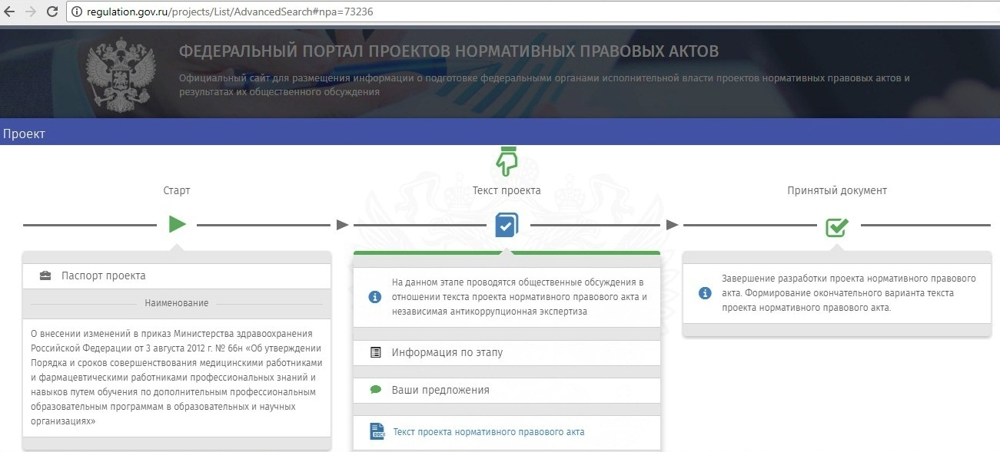 regulation.gov.ru/projects/List/AdvancedSearch#npa=73236
ФЕДЕРАЛЬНЫЙ ПОРТАЛ ПРОЕКТОВ НОРМАТИВНЫХ ПРАВОВЫХ АКТОВ
Официальный сайт для размещения информации о подготовке федеральными органами исполнительной власти проектов нормативных правовых актов и
результатах их общественного обсуждения
Проект
Старт
Паспорт проекта
Наименование
О внесении изменений в приказ Министерства здравоохранения
Российской Федерации от 3 августа 2012 г. № 66н «Об утверждении
Порядка и сроков совершенствования медицинскими работниками
и фармацевтическими работниками профессиональных знаний и
навыков путем обучения по дополнительным профессиональным
образовательным программам в образовательных и научных
организациях»
Текст проекта
На данном этапе проводятся общественные обсуждения в
отношении текста проекта нормативного правового акта и
независимая антикоррупционная экспертиза
Информация по этапу
Ваши предложения
DOCX Текст проекта нормативного правового акта
Принятый документ
Завершение разработки проекта нормативного правового
акта. Формирование окончательного варианта текста
проекта нормативного правового акта.